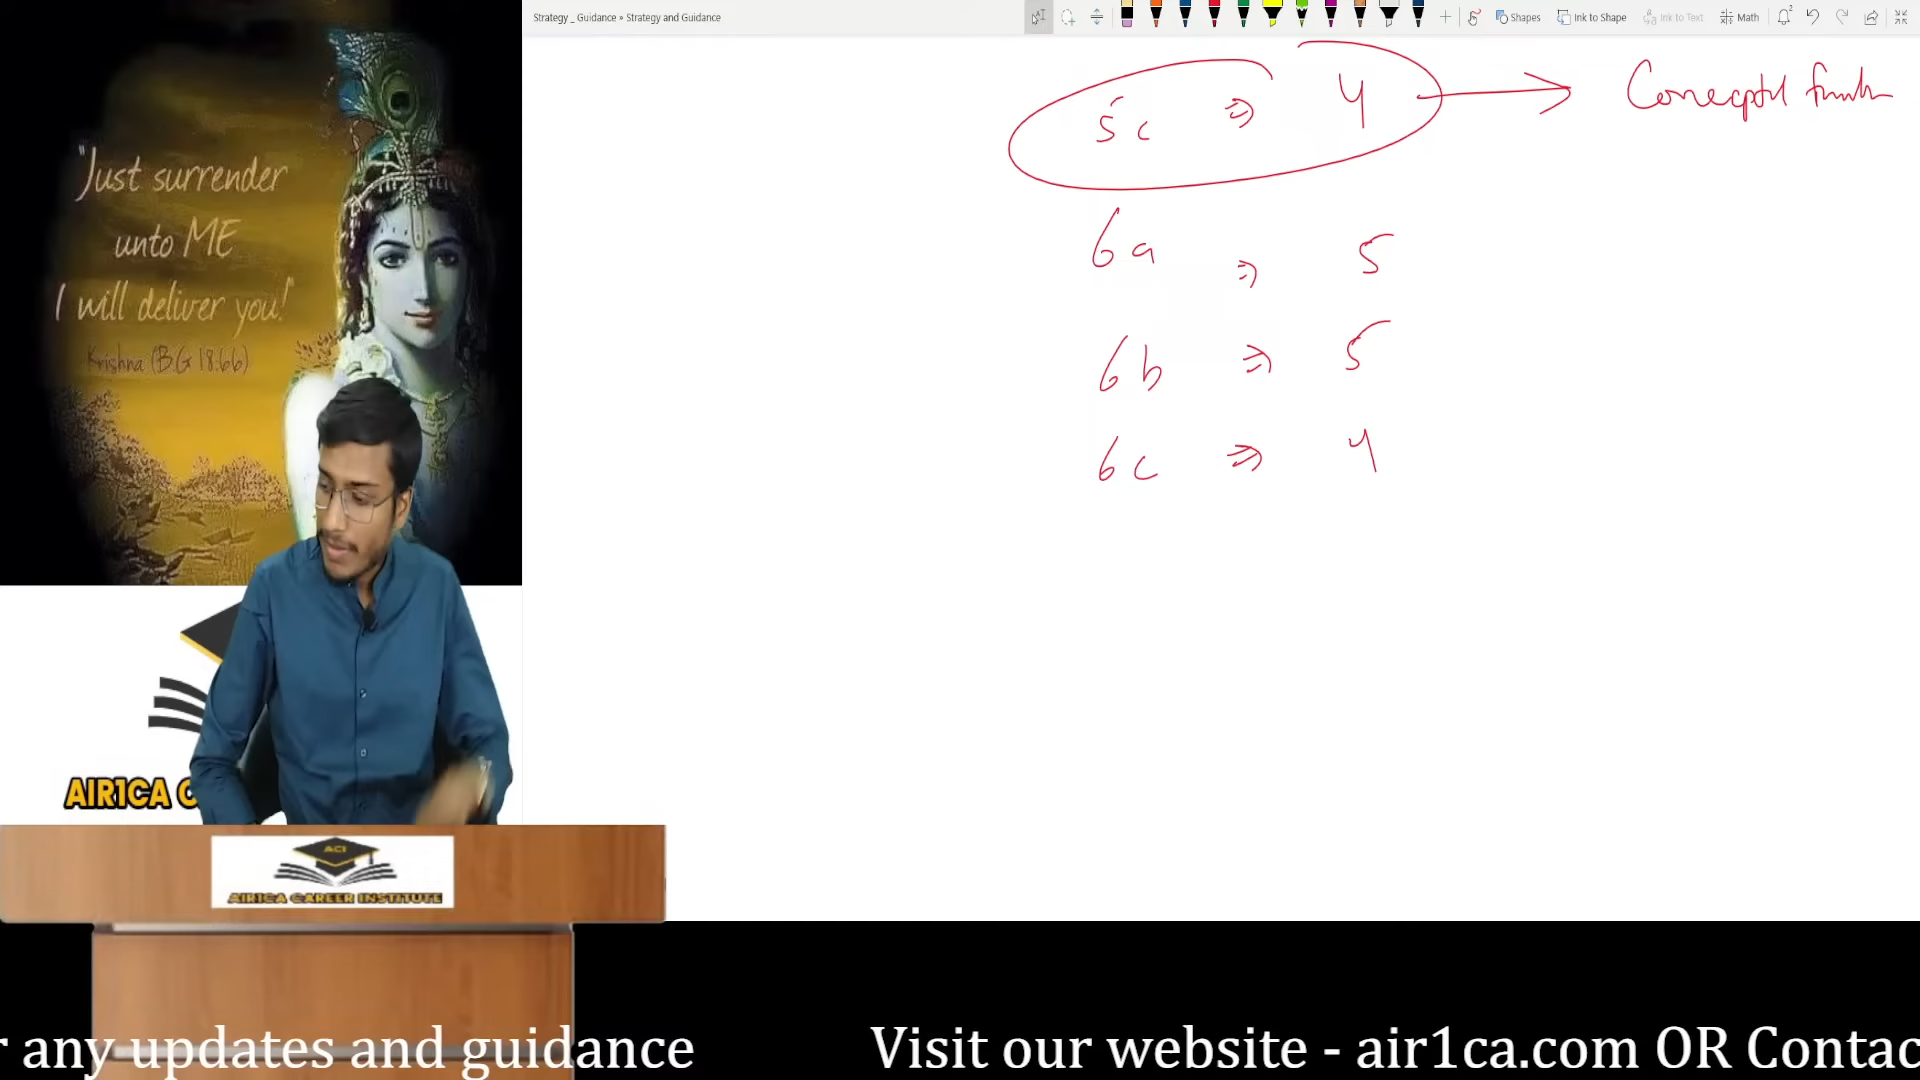 Strategy _ Guidance » Strategy and Guidance
Shapes
Ink to Shape
Ink to Text
Math
"Just surrender
unto ME
I will deliver you!"
Krishna (B.G 18.66)
5c ⇒ 4
6a ⇒ 5
6b ⇒ 5
6c ⇒ 4
AIR1CA C
ACI
AIR1CA CAREER INSTITUTE
r any updates and guidance Visit our website - air1ca.com OR Contac